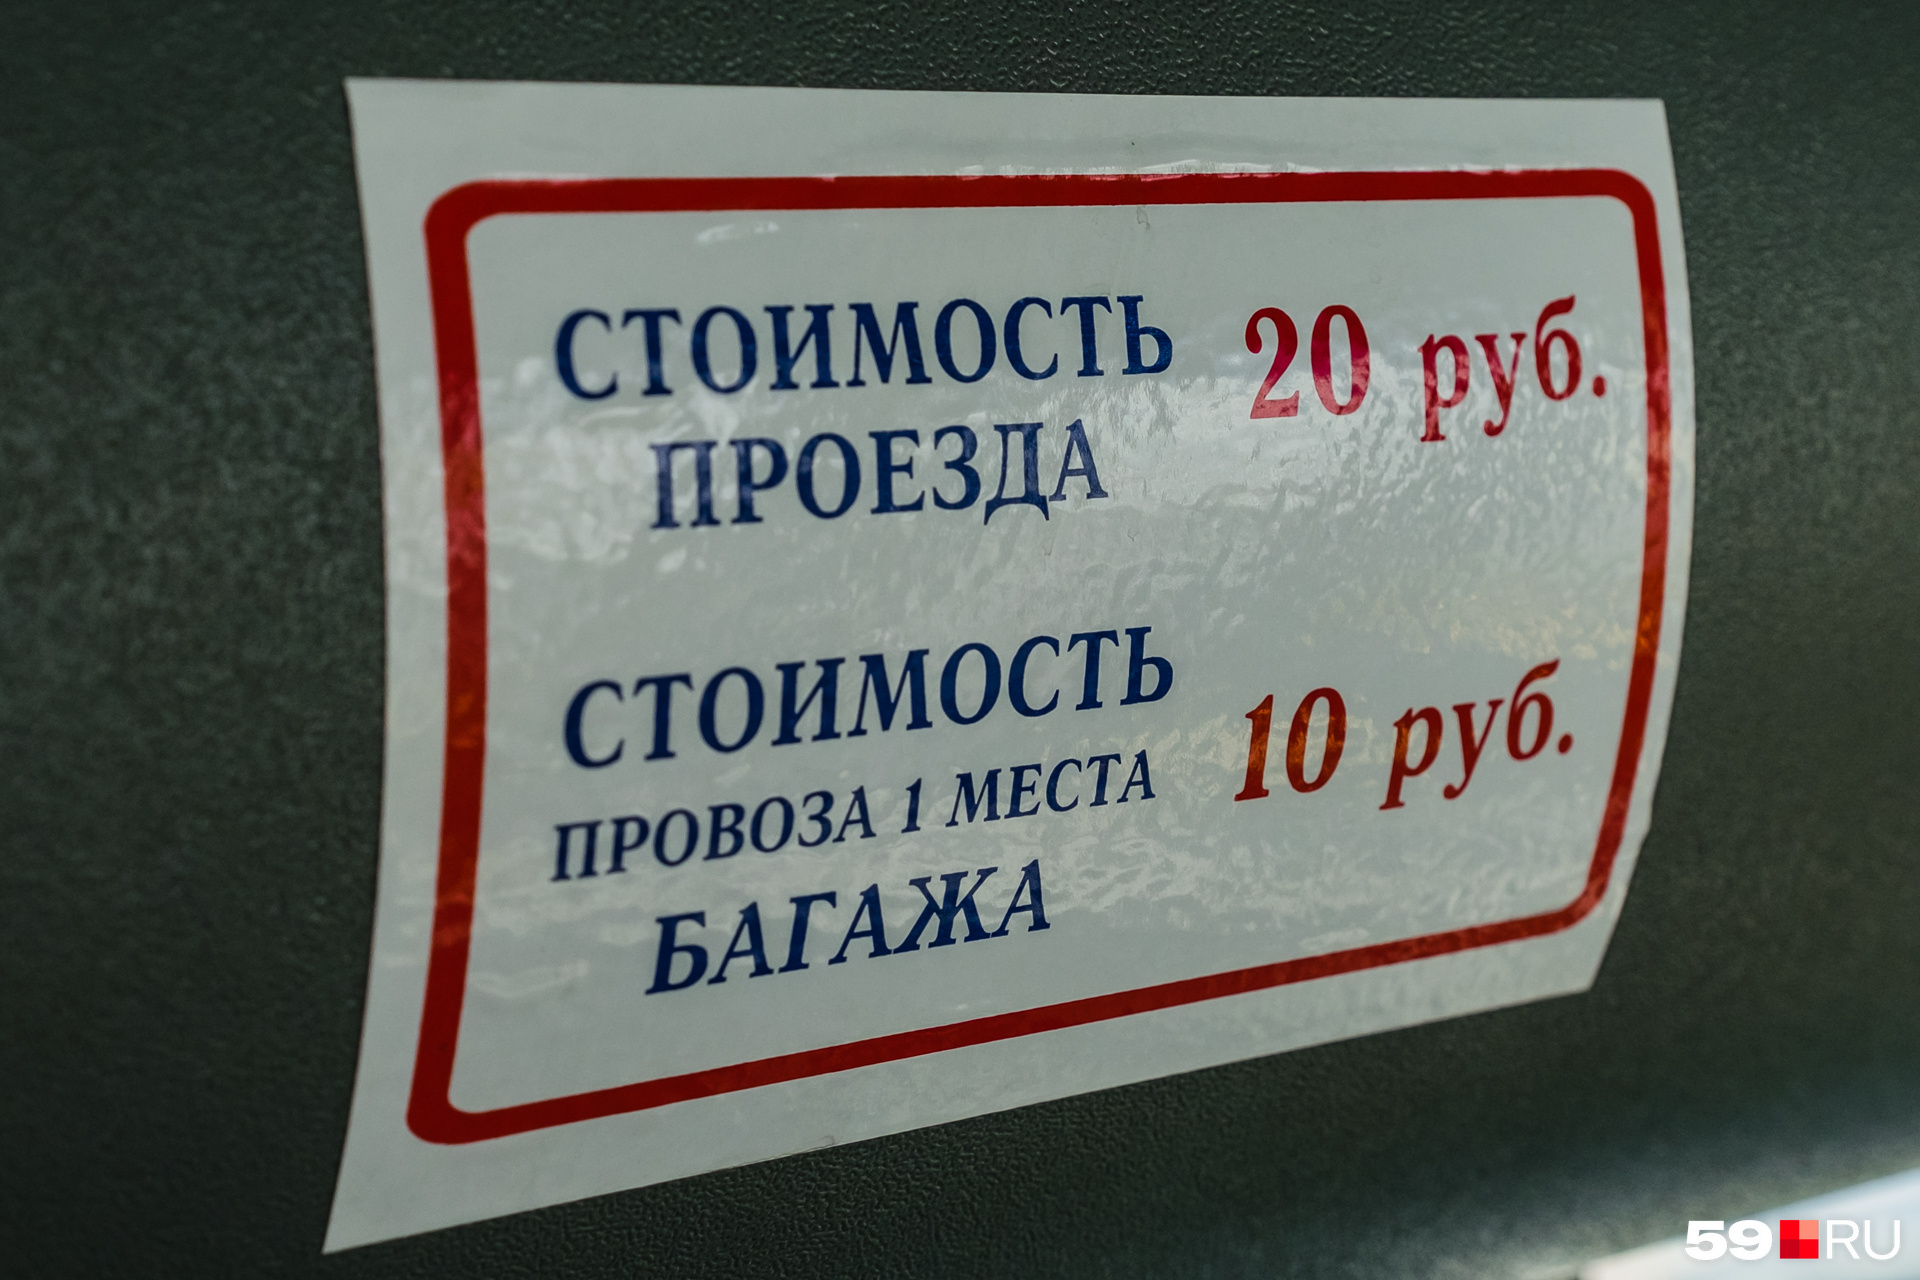 СТОИМОСТЬ 20 руб.
ПРОЕЗДА
СТОИМОСТЬ
ПРОВОЗА 1 МЕСТА 10 руб.
БАГАЖА
59 RU